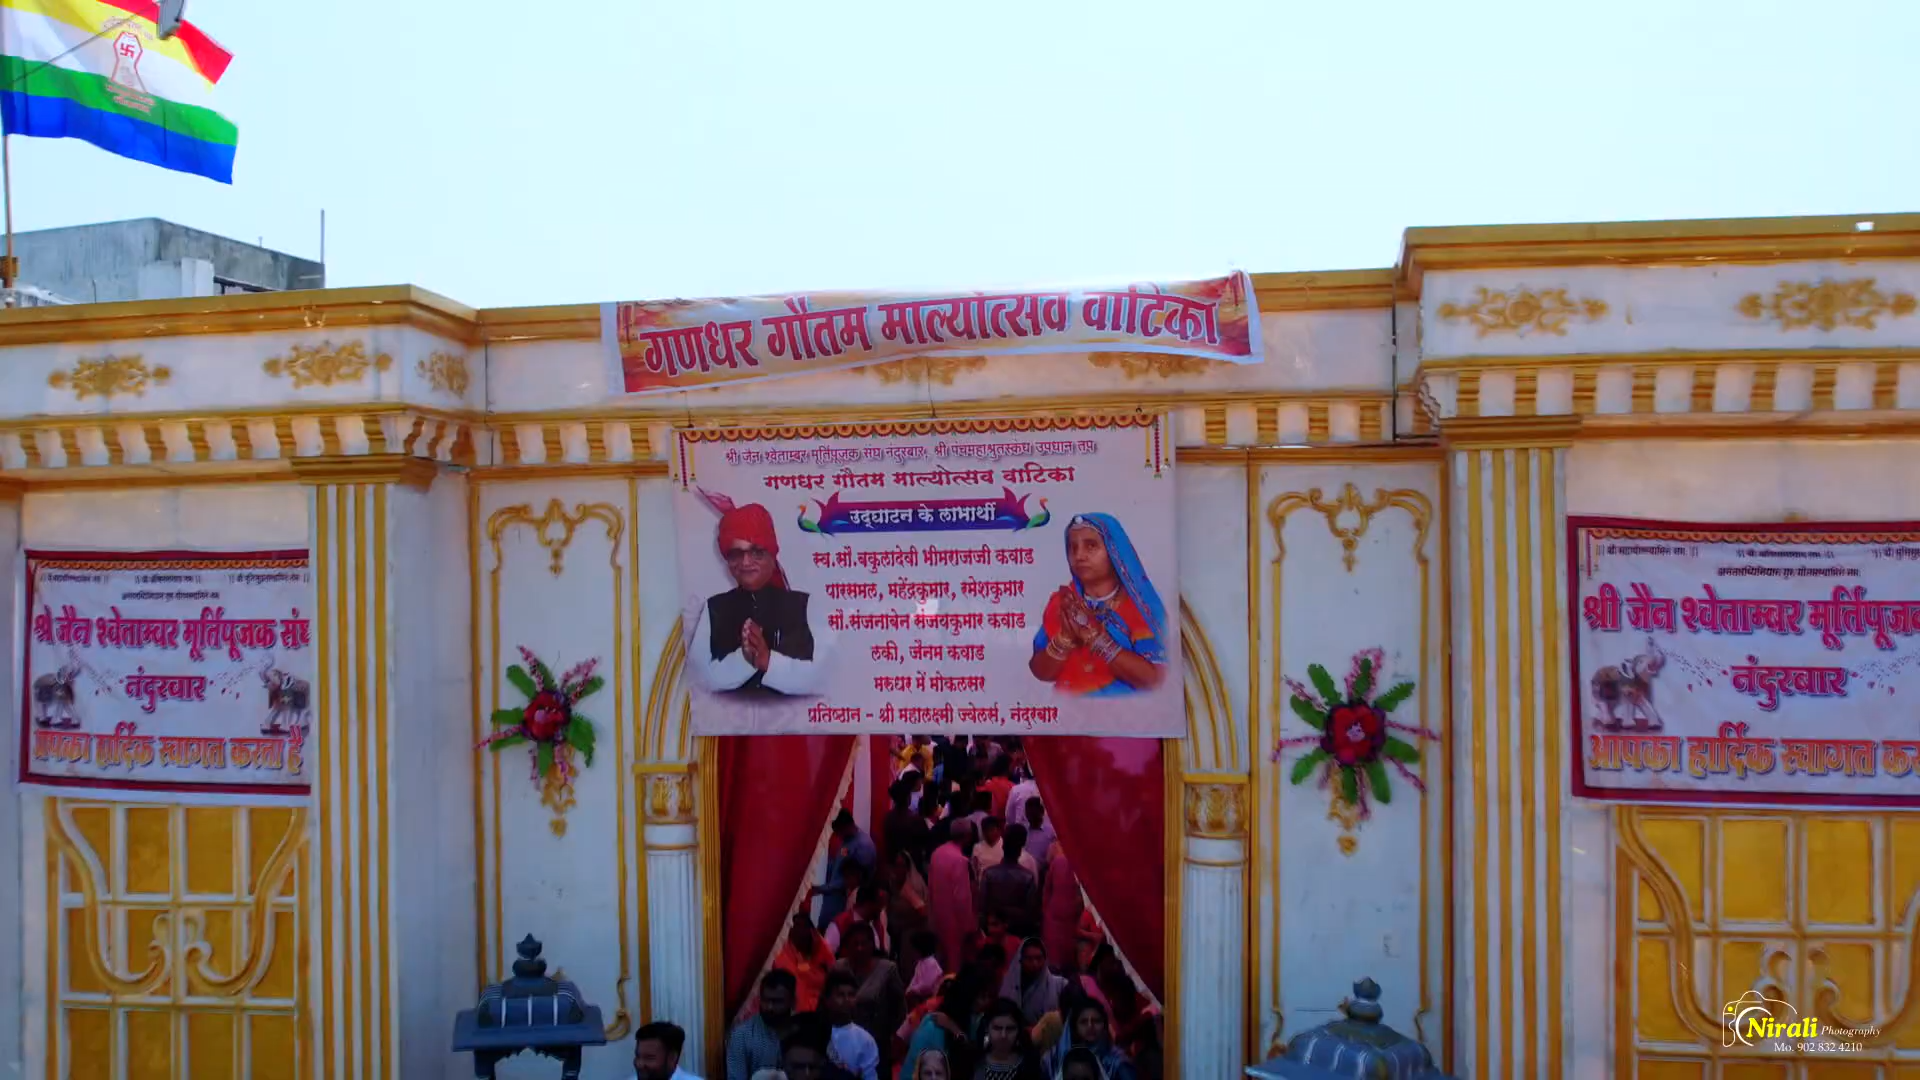 गणधर गौतम माल्योत्सव वाटिका
श्री जैन श्वेताम्बर मूर्तिपूजक संघ नंदुरबार, श्री पंचमहाश्रुतस्कंध उपधान तप
गणधर गौतम माल्योत्सव वाटिका
उद्घाटन के लाभार्थी
स्व.सौ.बकुलादेवी भीमराजजी कवाड
पारसमल, महेंद्रकुमार, रमेशकुमार
सौ.संजनाबेन संजयकुमार कवाड
लकी, जैनम कवाड
मरुधर में मोकलसर
प्रतिष्ठान - श्री महालक्ष्मी ज्वेलर्स, नंदुरबार
श्री जैन श्वेताम्बर मूर्तिपूजक संघ
नंदुरबार
आपका हार्दिक स्वागत करता है
श्री जैन श्वेताम्बर मूर्तिपूजक
नंदुरबार
आपका हार्दिक स्वागत कर
Nirali Photography
Mo. 902 832 4210